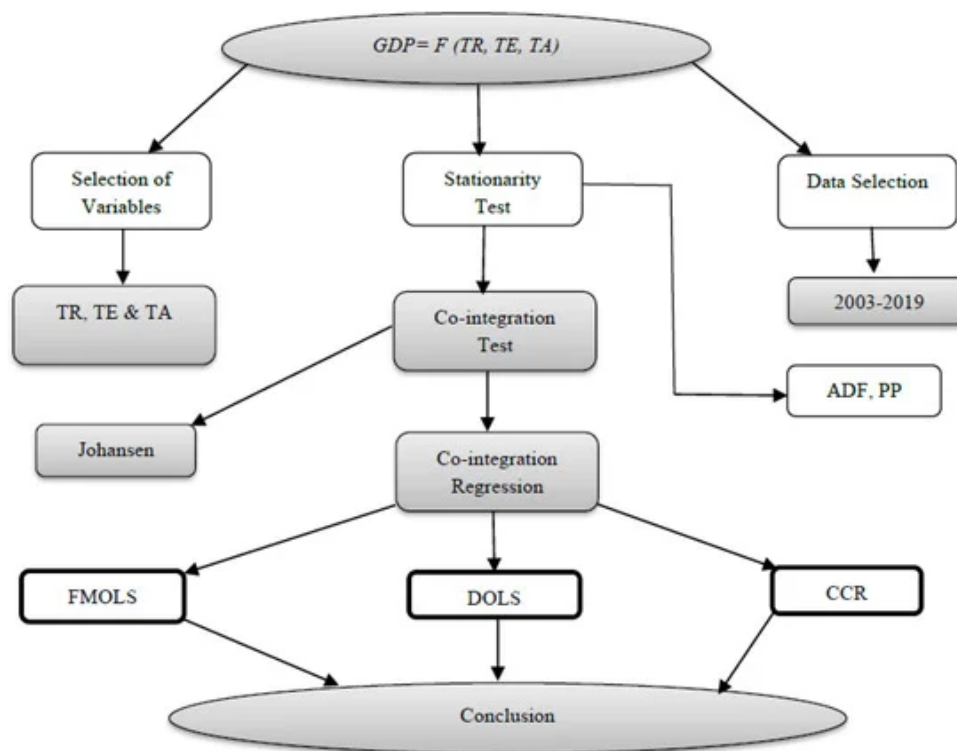 GDP= F (TR, TE, TA)
Selection of
Variables
Stationarity
Test
Data Selection
TR, TE & TA
Co-integration
Test
2003-2019
ADF, PP
Johansen
Co-integration
Regression
FMOLS
DOLS
CCR
Conclusion